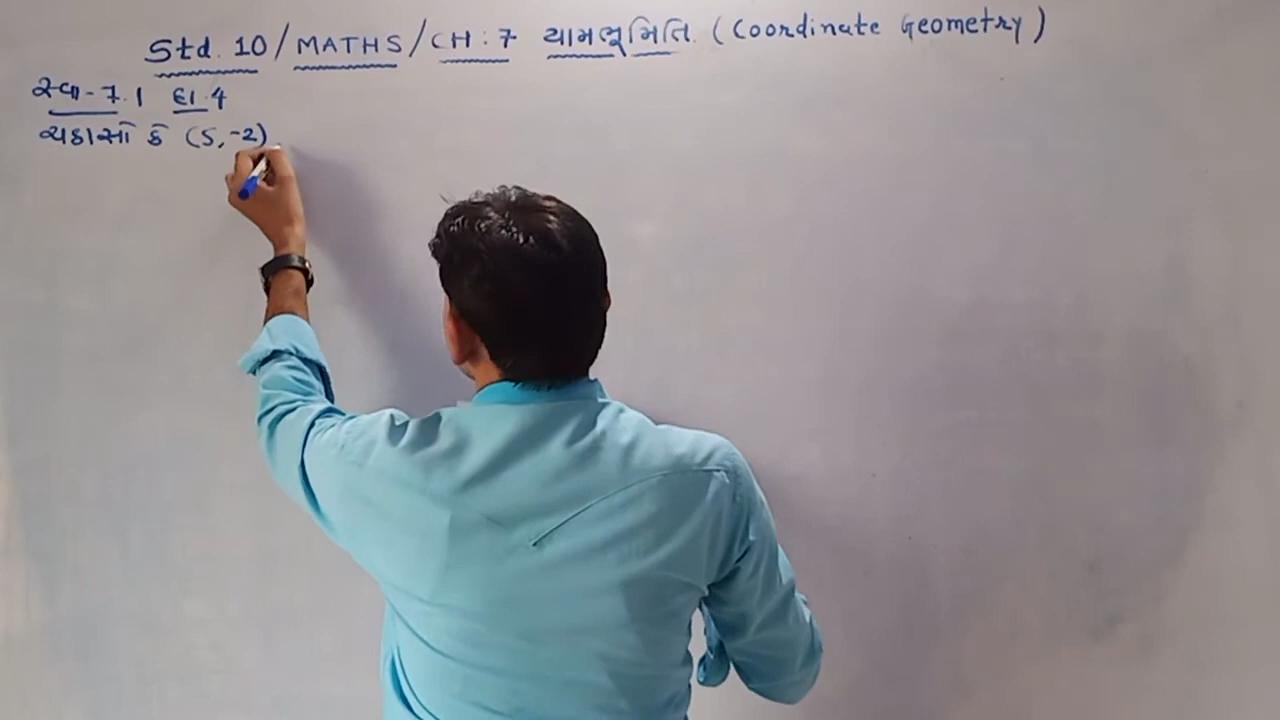 Std. 10 / MATHS / CH : 7 યામભૂમિતિ. ( Coordinate Geometry )
સ્વા - 7.1 દા.4
ચકાસો કે (5, -2)